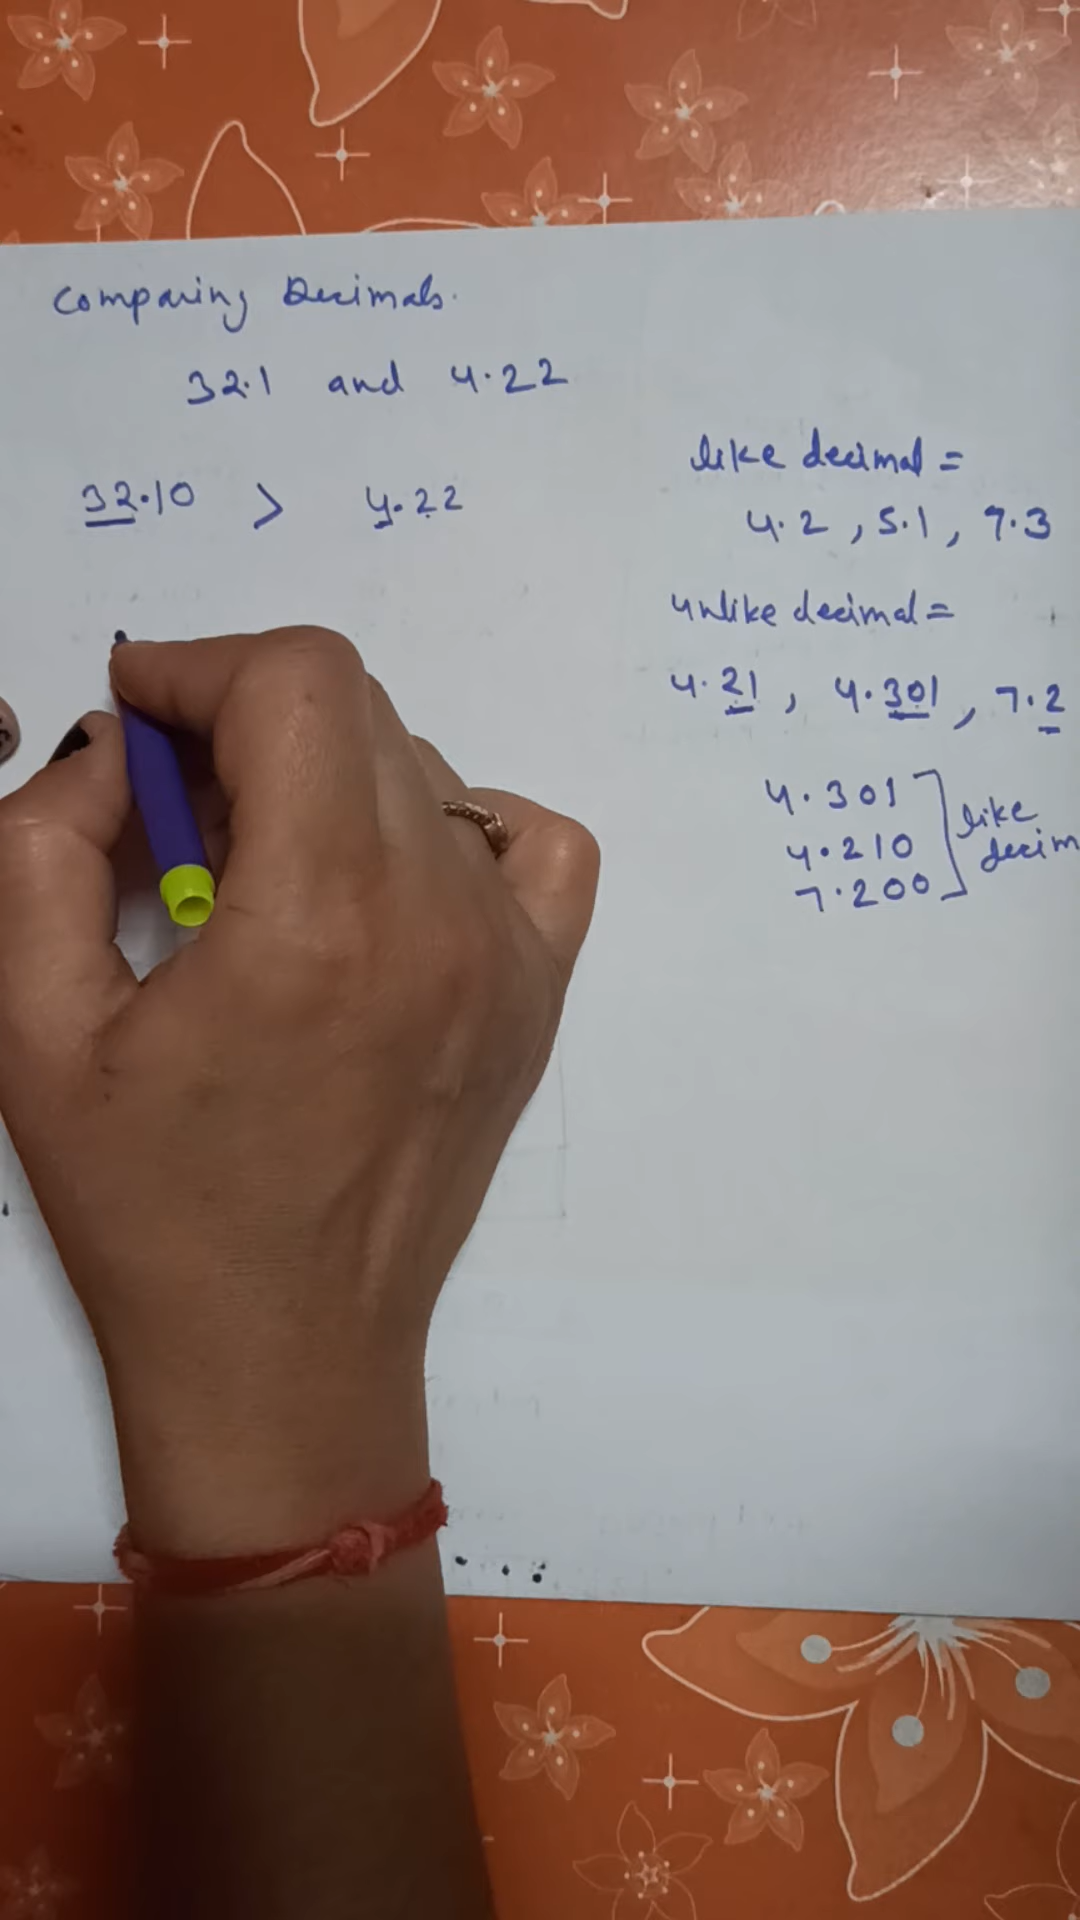 Comparing Decimals.
32.1 and 4.22
32.10 > 4.22
like decimal =
4.2 , 5.1 , 7.3
unlike decimal =
4.21 , 4.301 , 7.2
4.301
4.210
7.200
like
decim